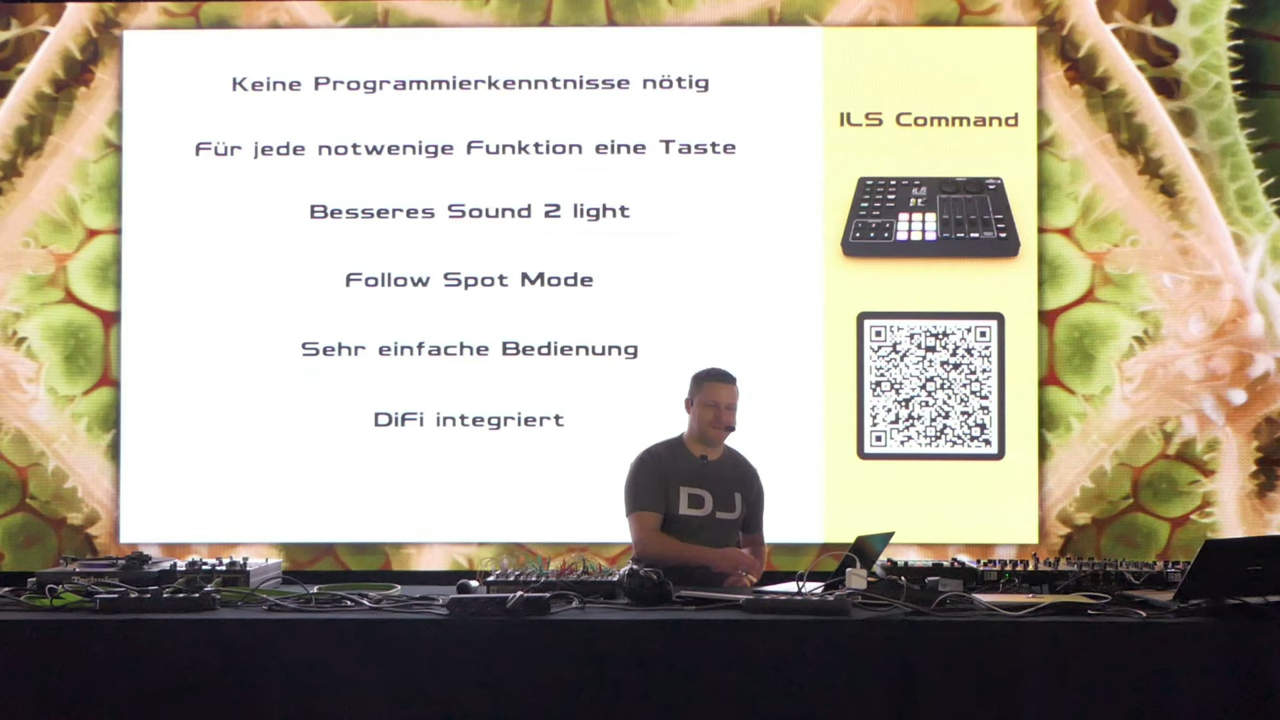 Keine Programmierkenntnisse nötig
Für jede notwenige Funktion eine Taste
Besseres Sound 2 light
Follow Spot Mode
Sehr einfache Bedienung
DiFi integriert
ILS Command
DJ
Technics